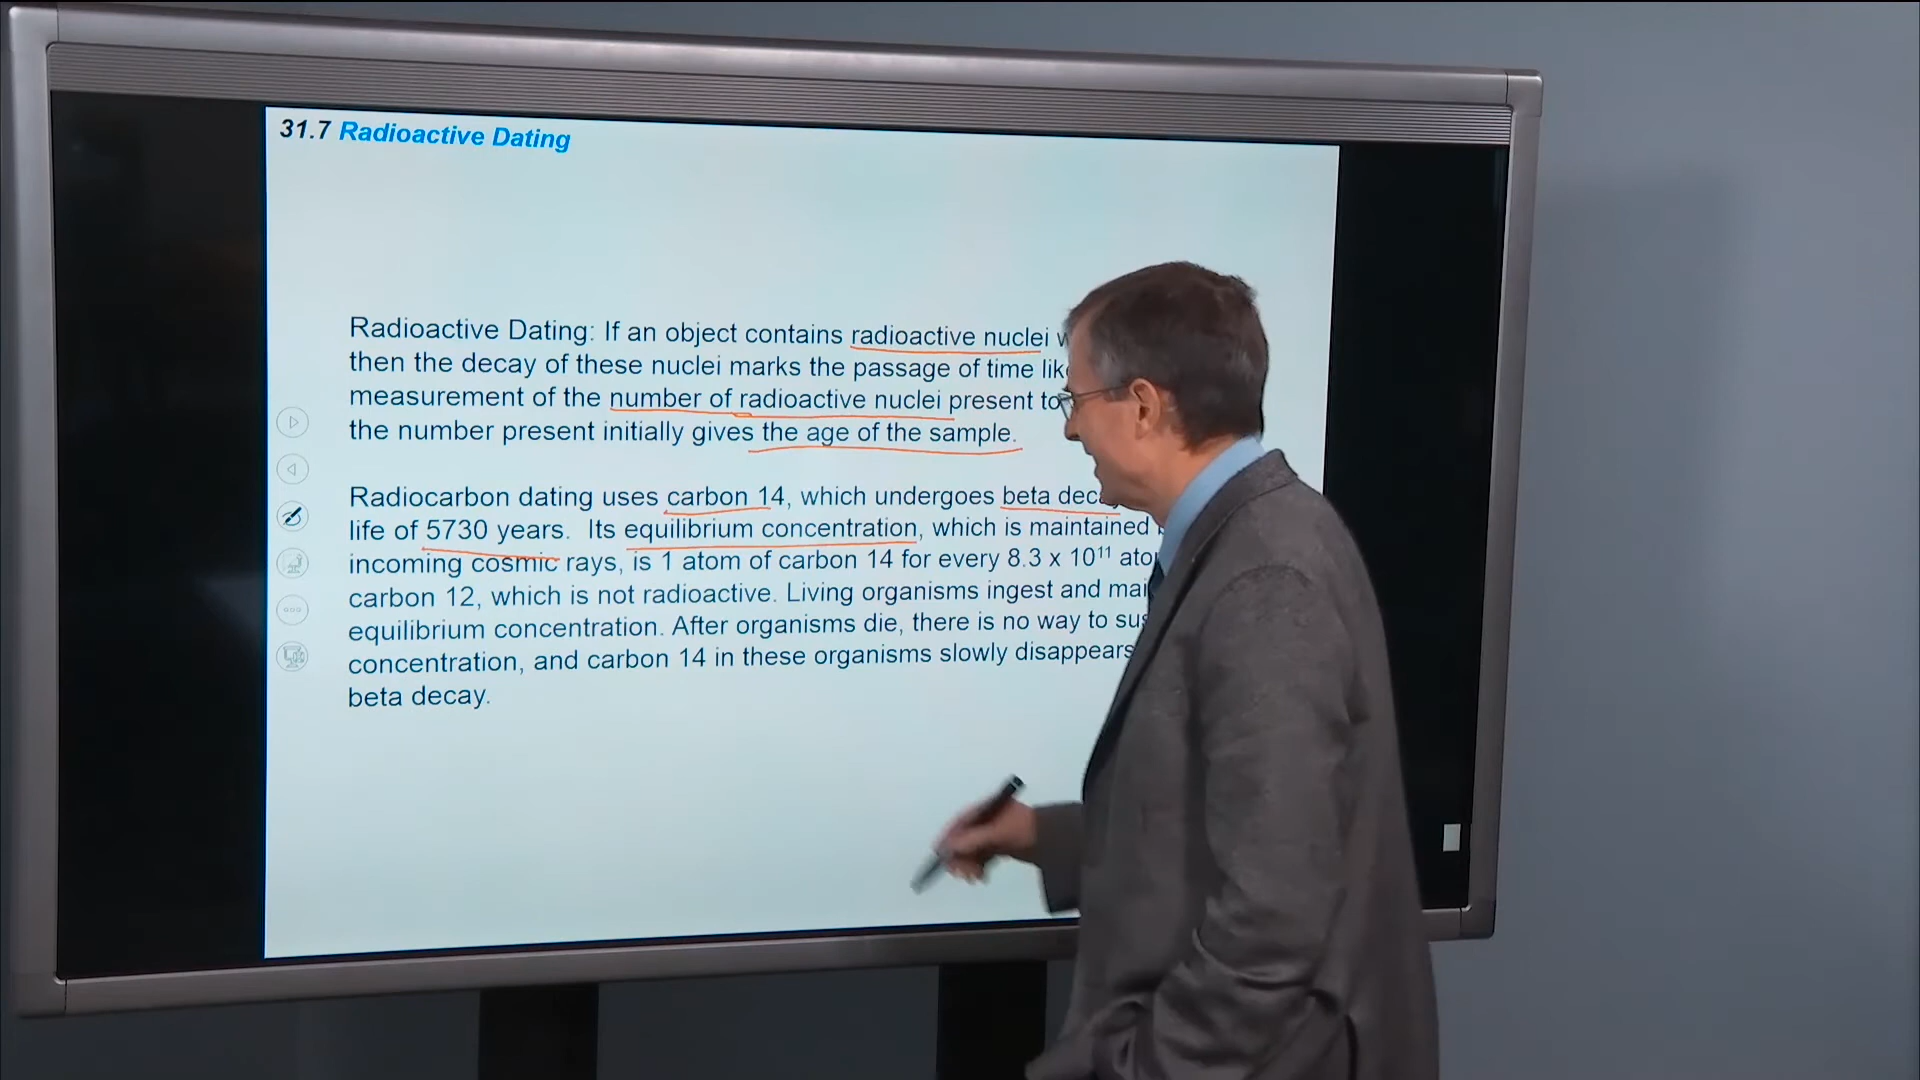 31.7 Radioactive Dating
Radioactive Dating: If an object contains radioactive nuclei
then the decay of these nuclei marks the passage of time
measurement of the number of radioactive nuclei present
the number present initially gives the age of the sample.
Radiocarbon dating uses carbon 14, which undergoes beta
life of 5730 years. Its equilibrium concentration, which is maintained
incoming cosmic rays, is 1 atom of carbon 14 for every 8.3 x 10¹¹
carbon 12, which is not radioactive. Living organisms ingest and
equilibrium concentration. After organisms die, there is no way to
concentration, and carbon 14 in these organisms slowly disappears
beta decay.